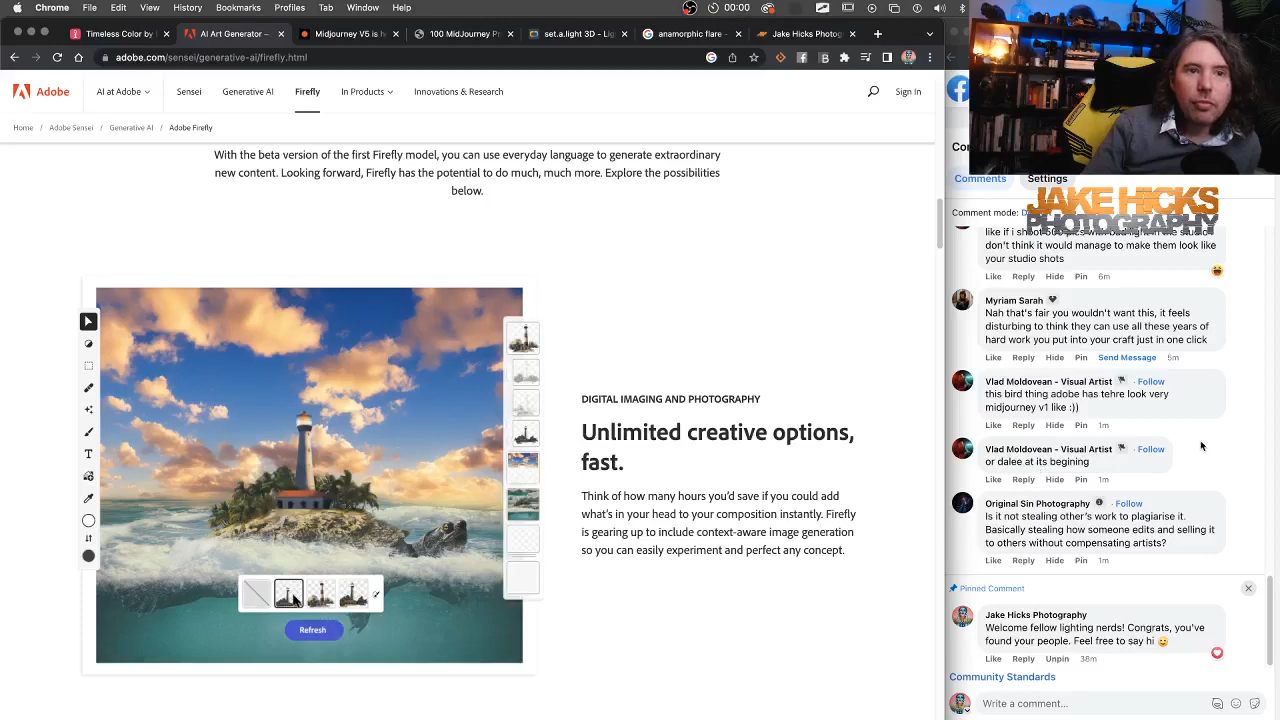 Chrome File Edit View History Bookmarks Profiles Tab Window Help
00:00
Timeless Color by
AI Art Generator
Midjourney
set.a.light 3D - Lig
anamorphic flare -
Jake Hicks Photog
adobe.com/sensei/generative-ai/firefly.html
Adobe
AI at Adobe
Sensei
Generative AI
Firefly
In Products
Innovations & Research
Sign In
Home / Adobe Sensei / Generative AI / Adobe Firefly
With the beta version of the first Firefly model, you can use everyday language to generate extraordinary
new content. Looking forward, Firefly has the potential to do much, much more. Explore the possibilities
below.
DIGITAL IMAGING AND PHOTOGRAPHY
Unlimited creative options,
fast.
Think of how many hours you'd save if you could add
what's in your head to your composition instantly. Firefly
is gearing up to include context-aware image generation
so you can easily experiment and perfect any concept.
Refresh
Comments
Settings
JAKE HICKS
PHOTOGRAPHY
Comment mode:
don't think it would manage to make them look like
your studio shots
Like Reply Hide Pin 6m
Myriam Sarah
Nah that's fair you wouldn't want this, it feels
disturbing to think they can use all these years of
hard work you put into your craft just in one click
Like Reply Hide Pin Send Message 5m
Vlad Moldovean - Visual Artist · Follow
this bird thing adobe has tehre look very
midjourney v1 like :))
Like Reply Hide Pin 1m
Vlad Moldovean - Visual Artist · Follow
or dalee at its begining
Like Reply Hide Pin 1m
Original Sin Photography · Follow
Is it not stealing other's work to plagiarise it.
Basically stealing how someone edits and selling it
to others without compensating artists?
Like Reply Hide Pin 1m
Pinned Comment
Jake Hicks Photography
Welcome fellow lighting nerds! Congrats, you've
found your people. Feel free to say hi 😄
Like Reply Unpin 38m
Community Standards
Write a comment...